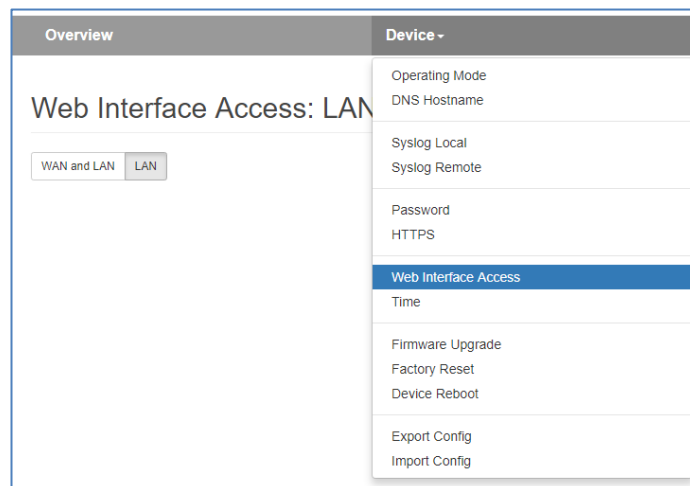 Overview
Device
Web Interface Access: LAN
WAN and LAN
LAN
Operating Mode
DNS Hostname
Syslog Local
Syslog Remote
Password
HTTPS
Web Interface Access
Time
Firmware Upgrade
Factory Reset
Device Reboot
Export Config
Import Config